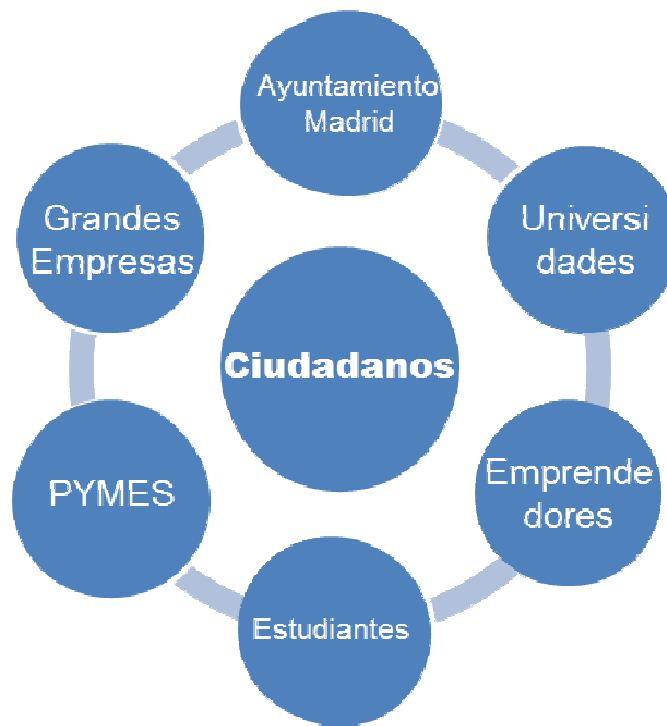 Ayuntamiento
Madrid
Grandes
Empresas
Universi
dades
Ciudadanos
PYMES
Emprende
dores
Estudiantes